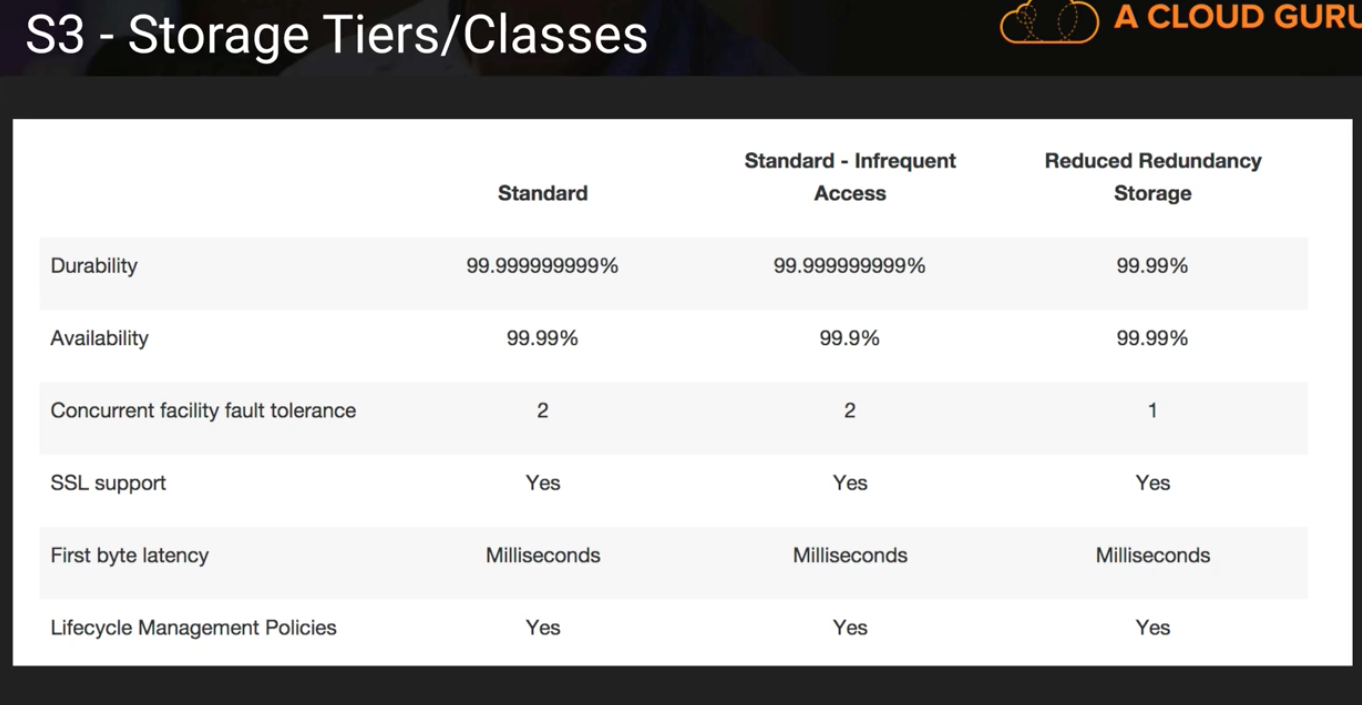 S3 - Storage Tiers/Classes
A CLOUD GURU
Standard
Standard - Infrequent
Access
Reduced Redundancy
Storage
Durability 99.999999999% 99.999999999% 99.99%
Availability 99.99% 99.9% 99.99%
Concurrent facility fault tolerance 2 2 1
SSL support Yes Yes Yes
First byte latency Milliseconds Milliseconds Milliseconds
Lifecycle Management Policies Yes Yes Yes